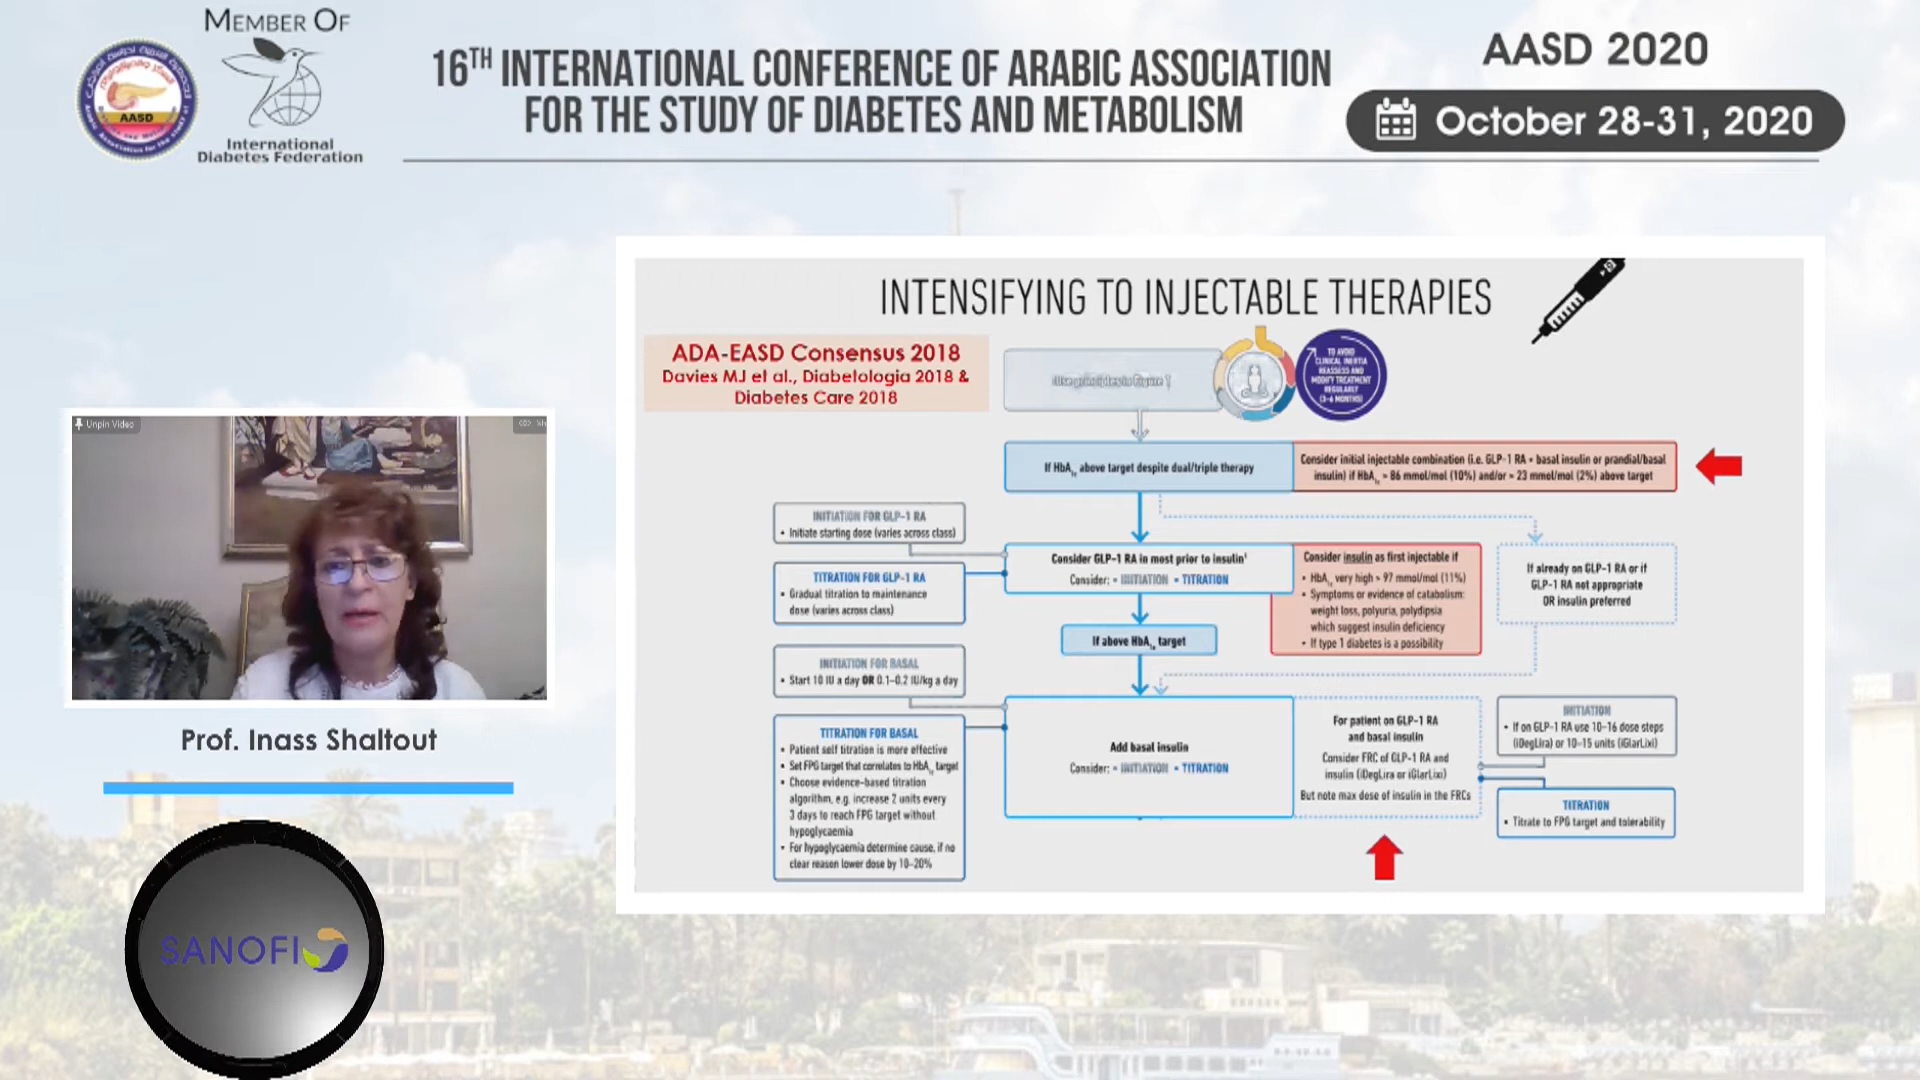 MEMBER OF
AASD
International
Diabetes Federation
16TH INTERNATIONAL CONFERENCE OF ARABIC ASSOCIATION
FOR THE STUDY OF DIABETES AND METABOLISM
AASD 2020
October 28-31, 2020
Unpin Video
Prof. Inass Shaltout
SANOFI
INTENSIFYING TO INJECTABLE THERAPIES
ADA-EASD Consensus 2018
Davies MJ et al., Diabetologia 2018 &
Diabetes Care 2018
Use principles in Figure
TO AVOID
CLINICAL INERTIA
REASSESS AND
MODIFY TREATMENT
REGULARLY
(3-6 MONTHS)
If HbA1c above target despite dual/triple therapy
Consider initial injectable combination (i.e. GLP-1 RA + basal insulin or prandial/basal
insulin) if HbA1c > 86 mmol/mol (10%) and/or > 23 mmol/mol (2%) above target
INITIATION FOR GLP-1 RA
• Initiate starting dose (varies across class)
TITRATION FOR GLP-1 RA
• Gradual titration to maintenance
dose (varies across class)
Consider GLP-1 RA in most prior to insulin¹
Consider: • INITIATION • TITRATION
Consider insulin as first injectable if
• HbA1c very high > 97 mmol/mol (11%)
• Symptoms or evidence of catabolism:
weight loss, polyuria, polydipsia
which suggest insulin deficiency
• If type 1 diabetes is a possibility
If already on GLP-1 RA or if
GLP-1 RA not appropriate
OR insulin preferred
If above HbA1c target
INITIATION FOR BASAL
• Start 10 IU a day OR 0.1-0.2 IU/kg a day
TITRATION FOR BASAL
• Patient self titration is more effective
• Set FPG target that correlates to HbA1c target
• Choose evidence-based titration
algorithm, e.g. increase 2 units every
3 days to reach FPG target without
hypoglycaemia
• For hypoglycaemia determine cause, if no
clear reason lower dose by 10-20%
Add basal insulin
Consider: • INITIATION • TITRATION
For patient on GLP-1 RA
and basal insulin
Consider FRC of GLP-1 RA and
insulin (iDegLira or iGlarLixi)
But note max dose of insulin in the FRCs
INITIATION
• If on GLP-1 RA use 10-16 dose steps
(iDegLira) or 10-15 units (iGlarLixi)
TITRATION
• Titrate to FPG target and tolerability